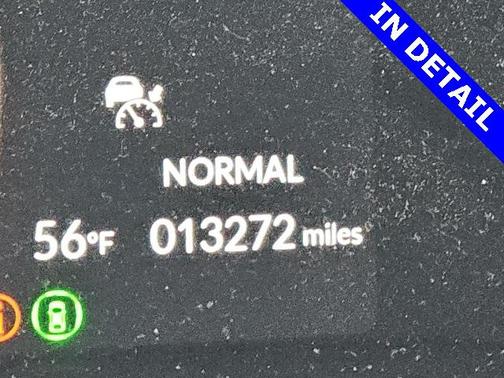 IN DETAIL
NORMAL
56°F 013272 miles